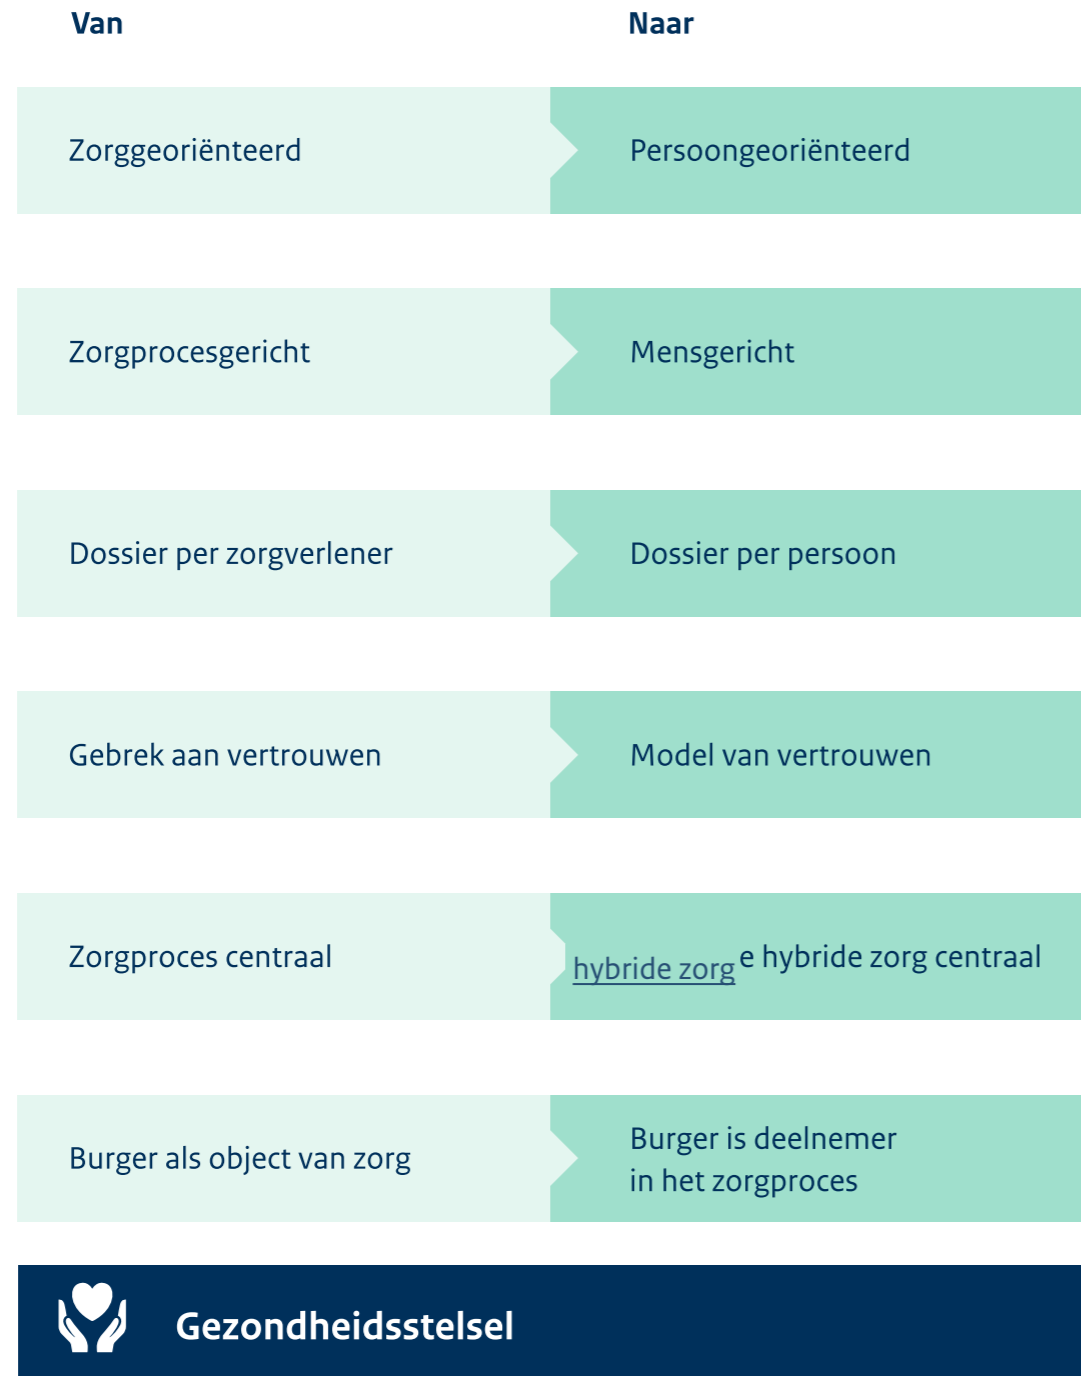 Van
Naar
Zorggeoriënteerd
Persoongeoriënteerd
Zorgprocesgericht
Mensgericht
Dossier per zorgverlener
Dossier per persoon
Gebrek aan vertrouwen
Model van vertrouwen
Zorgproces centraal
hybride zorg e hybride zorg centraal
Burger als object van zorg
Burger is deelnemer
in het zorgproces
Gezondheidsstelsel